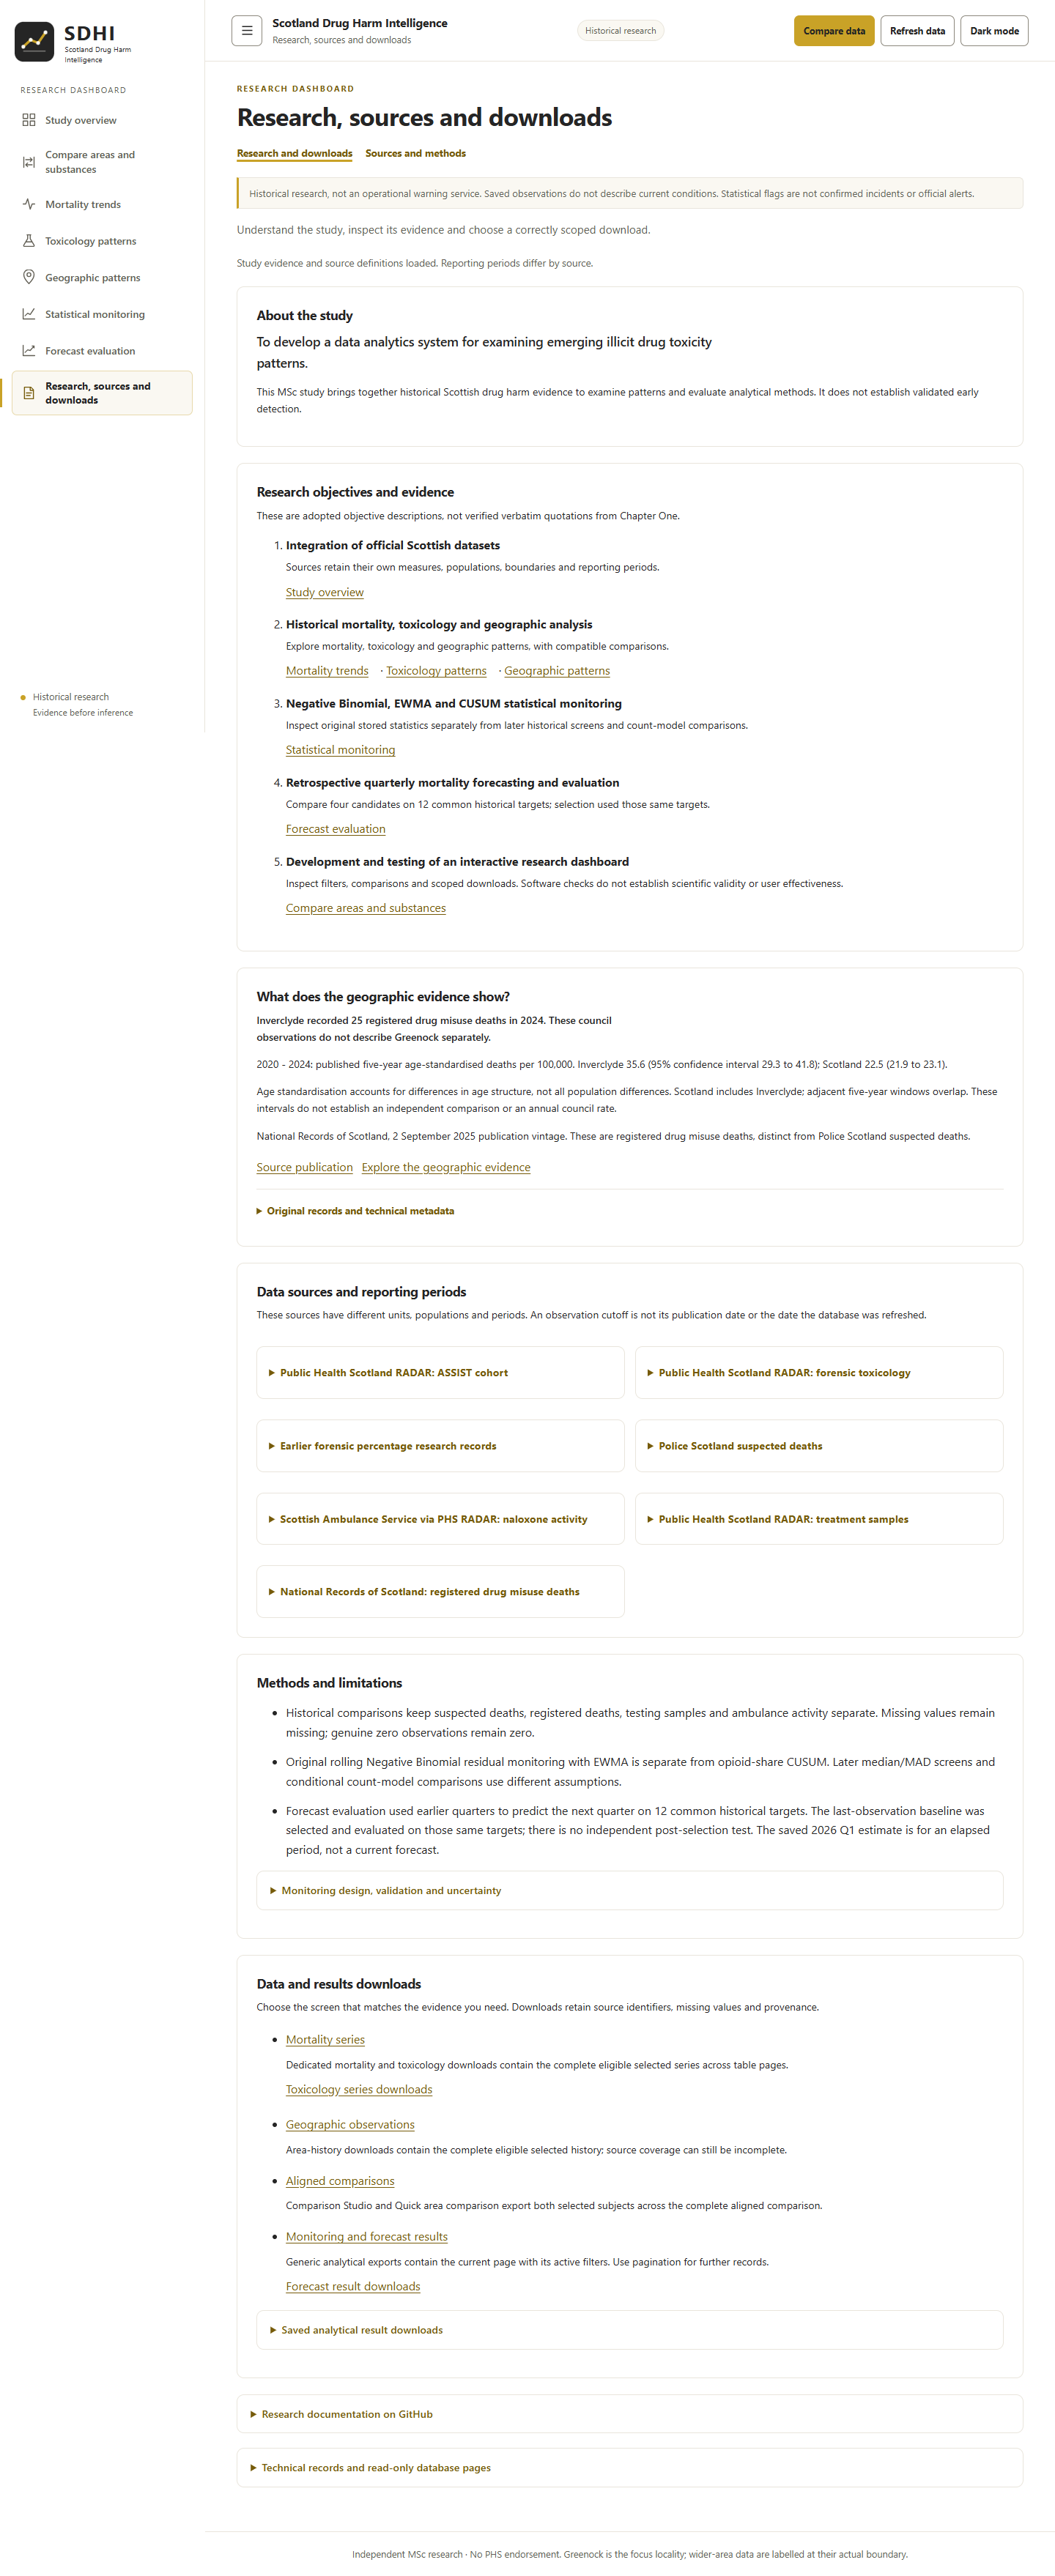 SDHI
Scotland Drug Harm
Intelligence
RESEARCH DASHBOARD
Study overview
Compare areas and
substances
Mortality trends
Toxicology patterns
Geographic patterns
Statistical monitoring
Forecast evaluation
Research, sources and
downloads
Historical research
Evidence before inference
Scotland Drug Harm Intelligence
Research, sources and downloads
Historical research
Compare data
Refresh data
Dark mode
RESEARCH DASHBOARD
Research, sources and downloads
Research and downloads
Sources and methods
Historical research, not an operational warning service. Saved observations do not describe current conditions. Statistical flags are not confirmed incidents or official alerts.
Understand the study, inspect its evidence and choose a correctly scoped download.
Study evidence and source definitions loaded. Reporting periods differ by source.
About the study
To develop a data analytics system for examining emerging illicit drug toxicity
patterns.
This MSc study brings together historical Scottish drug harm evidence to examine patterns and evaluate analytical methods. It does not establish validated early
detection.
Research objectives and evidence
These are adopted objective descriptions, not verified verbatim quotations from Chapter One.
1. Integration of official Scottish datasets
Sources retain their own measures, populations, boundaries and reporting periods.
Study overview
2. Historical mortality, toxicology and geographic analysis
Explore mortality, toxicology and geographic patterns, with compatible comparisons.
Mortality trends · Toxicology patterns · Geographic patterns
3. Negative Binomial, EWMA and CUSUM statistical monitoring
Inspect original stored statistics separately from later historical screens and count-model comparisons.
Statistical monitoring
4. Retrospective quarterly mortality forecasting and evaluation
Compare four candidates on 12 common historical targets; selection used those same targets.
Forecast evaluation
5. Development and testing of an interactive research dashboard
Inspect filters, comparisons and scoped downloads. Software checks do not establish scientific validity or user effectiveness.
Compare areas and substances
What does the geographic evidence show?
Inverclyde recorded 25 registered drug misuse deaths in 2024. These council
observations do not describe Greenock separately.
2020 - 2024: published five-year age-standardised deaths per 100,000. Inverclyde 35.6 (95% confidence interval 29.3 to 41.8); Scotland 22.5 (21.9 to 23.1).
Age standardisation accounts for differences in age structure, not all population differences. Scotland includes Inverclyde; adjacent five-year windows overlap. These
intervals do not establish an independent comparison or an annual council rate.
National Records of Scotland, 2 September 2025 publication vintage. These are registered drug misuse deaths, distinct from Police Scotland suspected deaths.
Source publication Explore the geographic evidence
▶ Original records and technical metadata
Data sources and reporting periods
These sources have different units, populations and periods. An observation cutoff is not its publication date or the date the database was refreshed.
▶ Public Health Scotland RADAR: ASSIST cohort
▶ Public Health Scotland RADAR: forensic toxicology
▶ Earlier forensic percentage research records
▶ Police Scotland suspected deaths
▶ Scottish Ambulance Service via PHS RADAR: naloxone activity
▶ Public Health Scotland RADAR: treatment samples
▶ National Records of Scotland: registered drug misuse deaths
Methods and limitations
• Historical comparisons keep suspected deaths, registered deaths, testing samples and ambulance activity separate. Missing values remain
missing; genuine zero observations remain zero.
• Original rolling Negative Binomial residual monitoring with EWMA is separate from opioid-share CUSUM. Later median/MAD screens and
conditional count-model comparisons use different assumptions.
• Forecast evaluation used earlier quarters to predict the next quarter on 12 common historical targets. The last-observation baseline was
selected and evaluated on those same targets; there is no independent post-selection test. The saved 2026 Q1 estimate is for an elapsed
period, not a current forecast.
▶ Monitoring design, validation and uncertainty
Data and results downloads
Choose the screen that matches the evidence you need. Downloads retain source identifiers, missing values and provenance.
• Mortality series
Dedicated mortality and toxicology downloads contain the complete eligible selected series across table pages.
Toxicology series downloads
• Geographic observations
Area-history downloads contain the complete eligible selected history; source coverage can still be incomplete.
• Aligned comparisons
Comparison Studio and Quick area comparison export both selected subjects across the complete aligned comparison.
• Monitoring and forecast results
Generic analytical exports contain the current page with its active filters. Use pagination for further records.
Forecast result downloads
▶ Saved analytical result downloads
▶ Research documentation on GitHub
▶ Technical records and read-only database pages
Independent MSc research · No PHS endorsement. Greenock is the focus locality; wider-area data are labelled at their actual boundary.